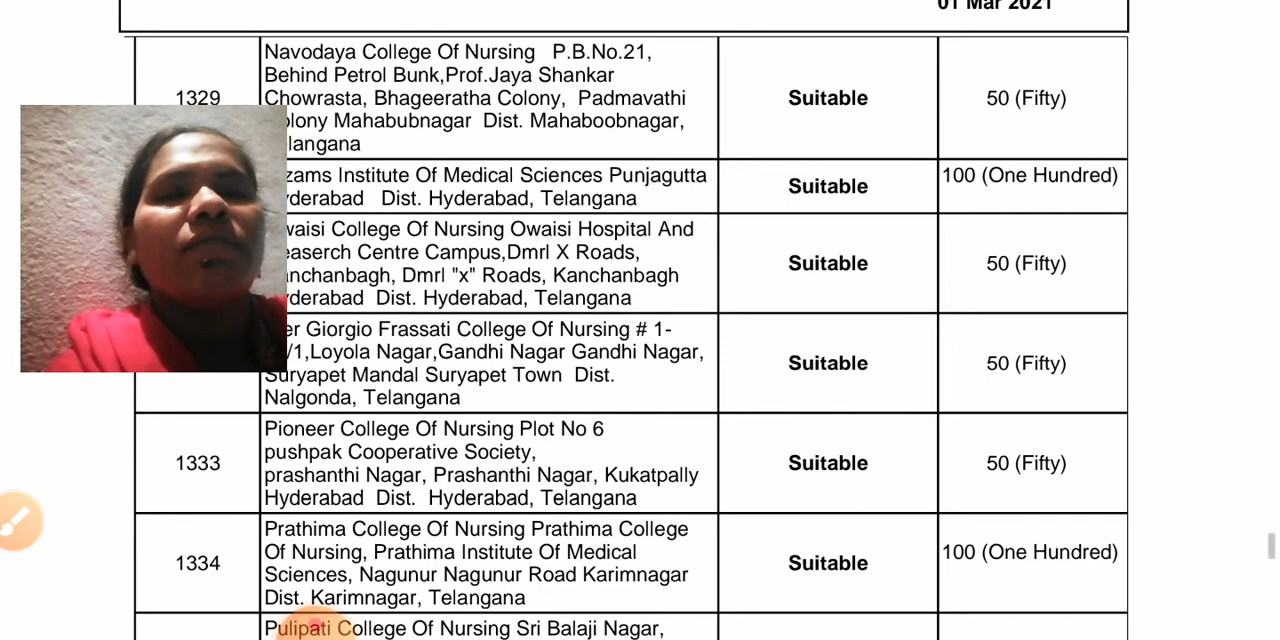 01 Mar 2021
1329
Navodaya College Of Nursing P.B.No.21,
Behind Petrol Bunk,Prof.Jaya Shankar
Chowrasta, Bhageeratha Colony, Padmavathi
olony Mahabubnagar Dist. Mahaboobnagar,
langana
Suitable
50 (Fifty)
zams Institute Of Medical Sciences Punjagutta
yderabad Dist. Hyderabad, Telangana
Suitable
100 (One Hundred)
waisi College Of Nursing Owaisi Hospital And
easerch Centre Campus,Dmrl X Roads,
anchanbagh, Dmrl "x" Roads, Kanchanbagh
yderabad Dist. Hyderabad, Telangana
Suitable
50 (Fifty)
er Giorgio Frassati College Of Nursing # 1-
/1,Loyola Nagar,Gandhi Nagar Gandhi Nagar,
Suryapet Mandal Suryapet Town Dist.
Nalgonda, Telangana
Suitable
50 (Fifty)
1333
Pioneer College Of Nursing Plot No 6
pushpak Cooperative Society,
prashanthi Nagar, Prashanthi Nagar, Kukatpally
Hyderabad Dist. Hyderabad, Telangana
Suitable
50 (Fifty)
1334
Prathima College Of Nursing Prathima College
Of Nursing, Prathima Institute Of Medical
Sciences, Nagunur Nagunur Road Karimnagar
Dist. Karimnagar, Telangana
Suitable
100 (One Hundred)
Pulipati College Of Nursing Sri Balaji Nagar,